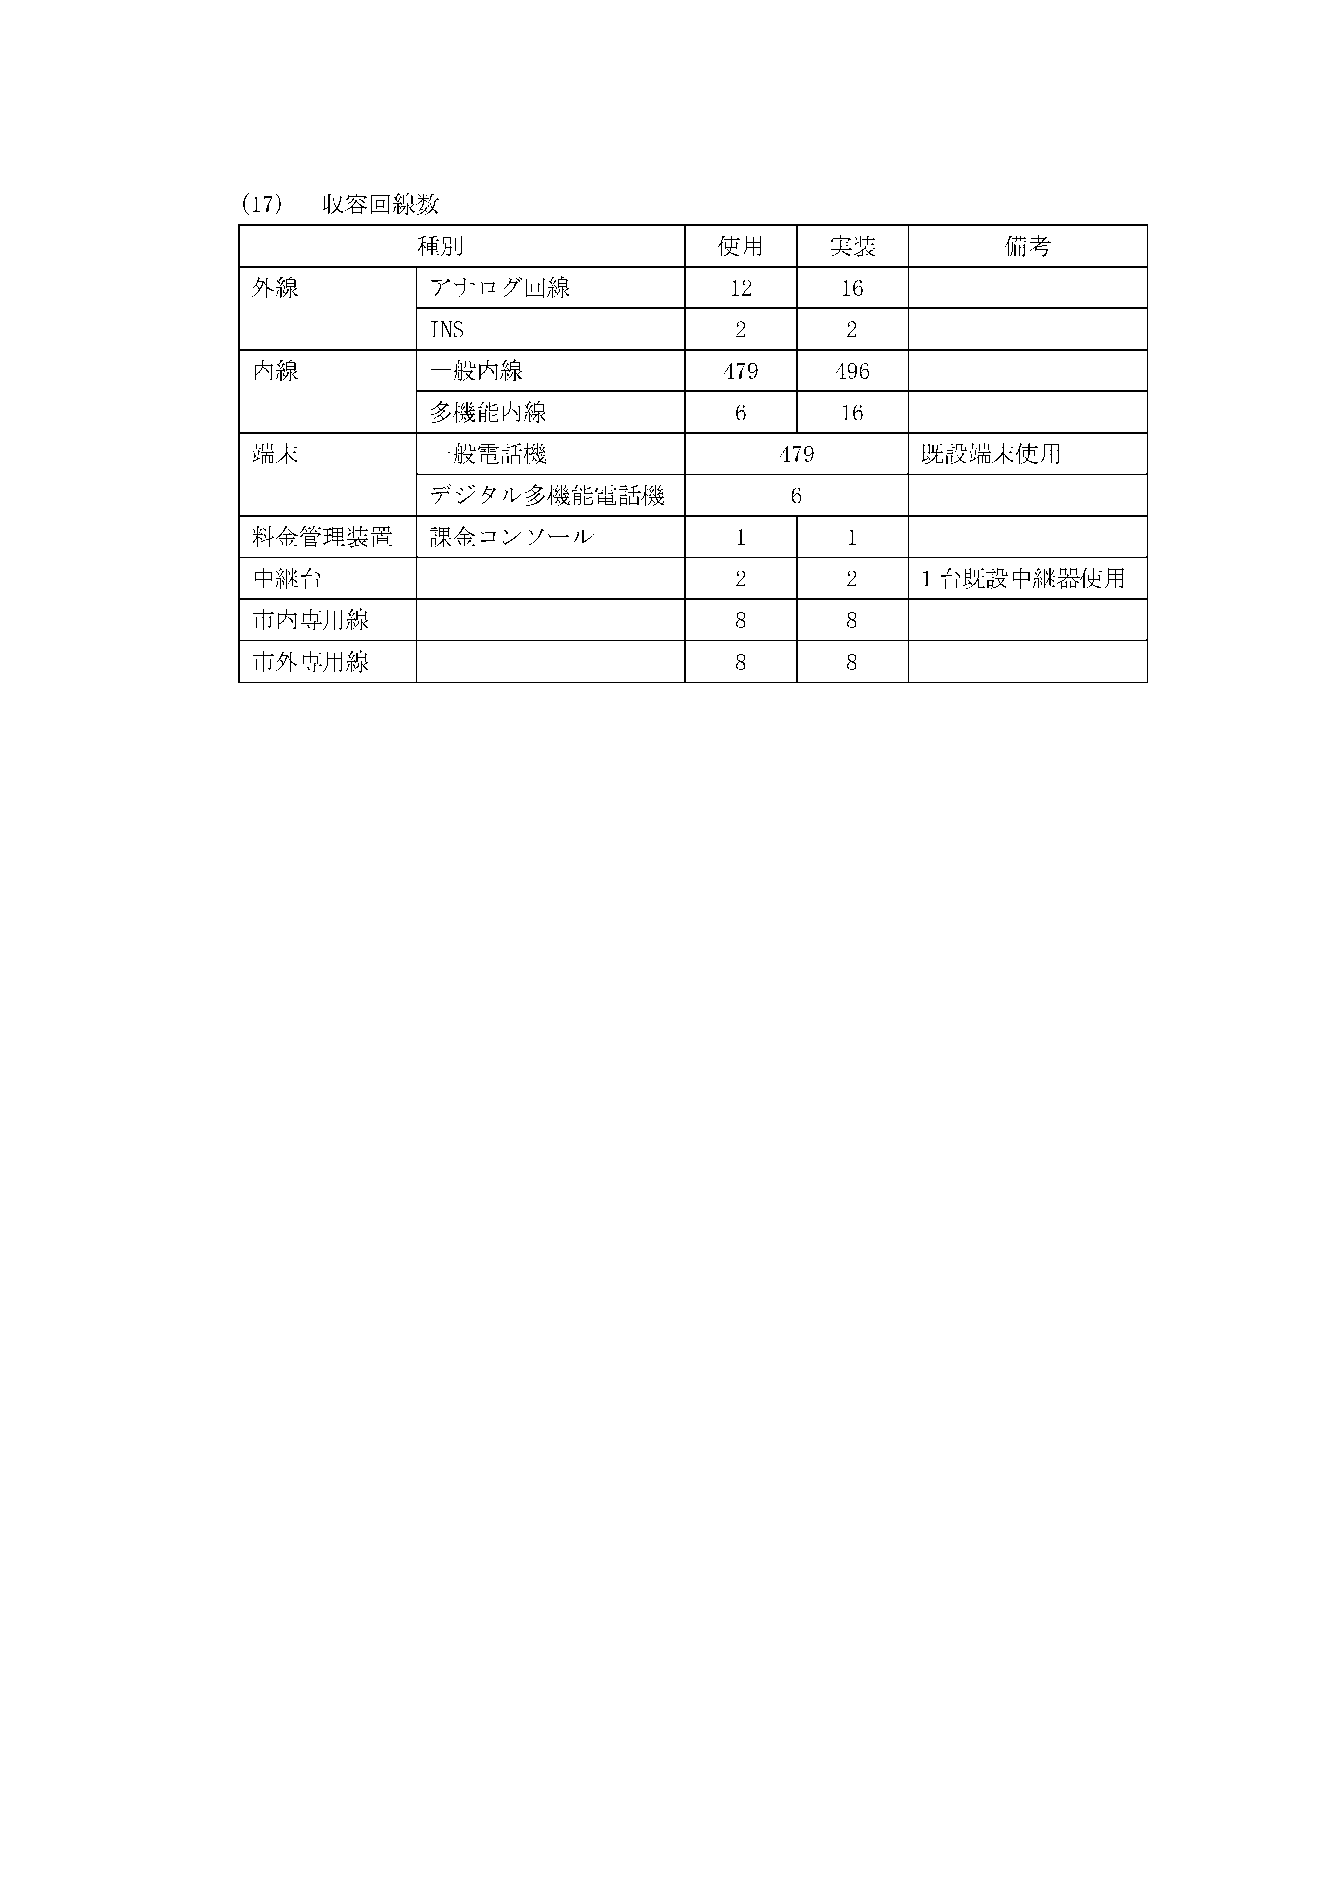 (17)　収容回線数
種別 使用 実装 備考
外線 アナログ回線 12 16
INS 2 2
内線 一般内線 479 496
多機能内線 6 16
端末 一般電話機 479 既設端末使用
デジタル多機能電話機 6
料金管理装置 課金コンソール 1 1
中継台 2 2 1 台既設中継器使用
市内専用線 8 8
市外専用線 8 8